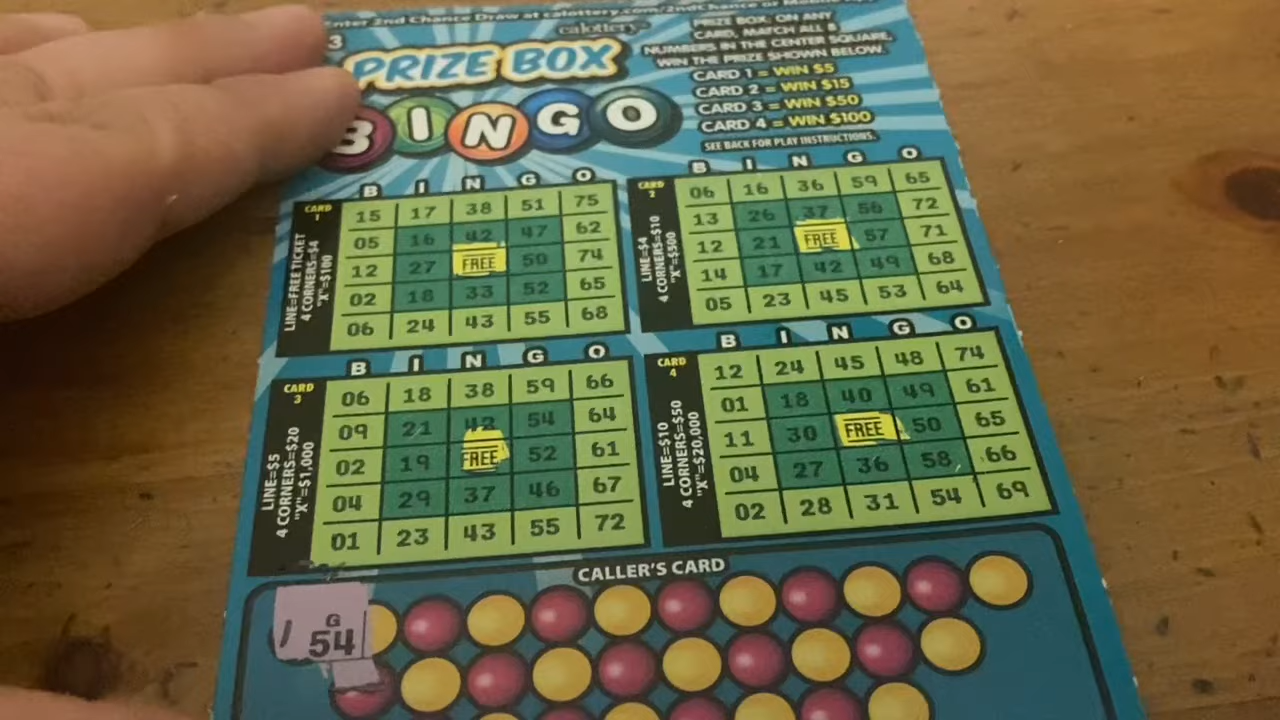 nter 2nd Chance Draw at calottery.com/2ndChance or Mobile
calottery
3
PRIZE BOX
BINGO
PRIZE BOX: ON ANY
CARD, MATCH ALL 8
NUMBERS IN THE CENTER SQUARE,
WIN THE PRIZE SHOWN BELOW.
CARD 1 = WIN $5
CARD 2 = WIN $15
CARD 3 = WIN $50
CARD 4 = WIN $100
SEE BACK FOR PLAY INSTRUCTIONS.
CARD 1
LINE=FREE TICKET
4 CORNERS=$4
"X"=$100
B I N G O
15 17 38 51 75
05 16 42 47 62
12 27 FREE 50 74
02 18 33 52 65
06 24 43 55 68
CARD 2
LINE=$4
4 CORNERS=$10
"X"=$500
B I N G O
06 16 36 59 65
13 26 37 56 72
12 21 FREE 57 71
14 17 42 49 68
05 23 45 53 64
CARD 3
LINE=$5
4 CORNERS=$20
"X"=$1,000
B I N G O
06 18 38 59 66
09 21 42 54 64
02 19 FREE 52 61
04 29 37 46 67
01 23 43 55 72
CARD 4
LINE=$10
4 CORNERS=$50
"X"=$20,000
B I N G O
12 24 45 48 74
01 18 40 49 61
11 30 FREE 50 65
04 27 36 58 66
02 28 31 54 69
CALLER'S CARD
G
54